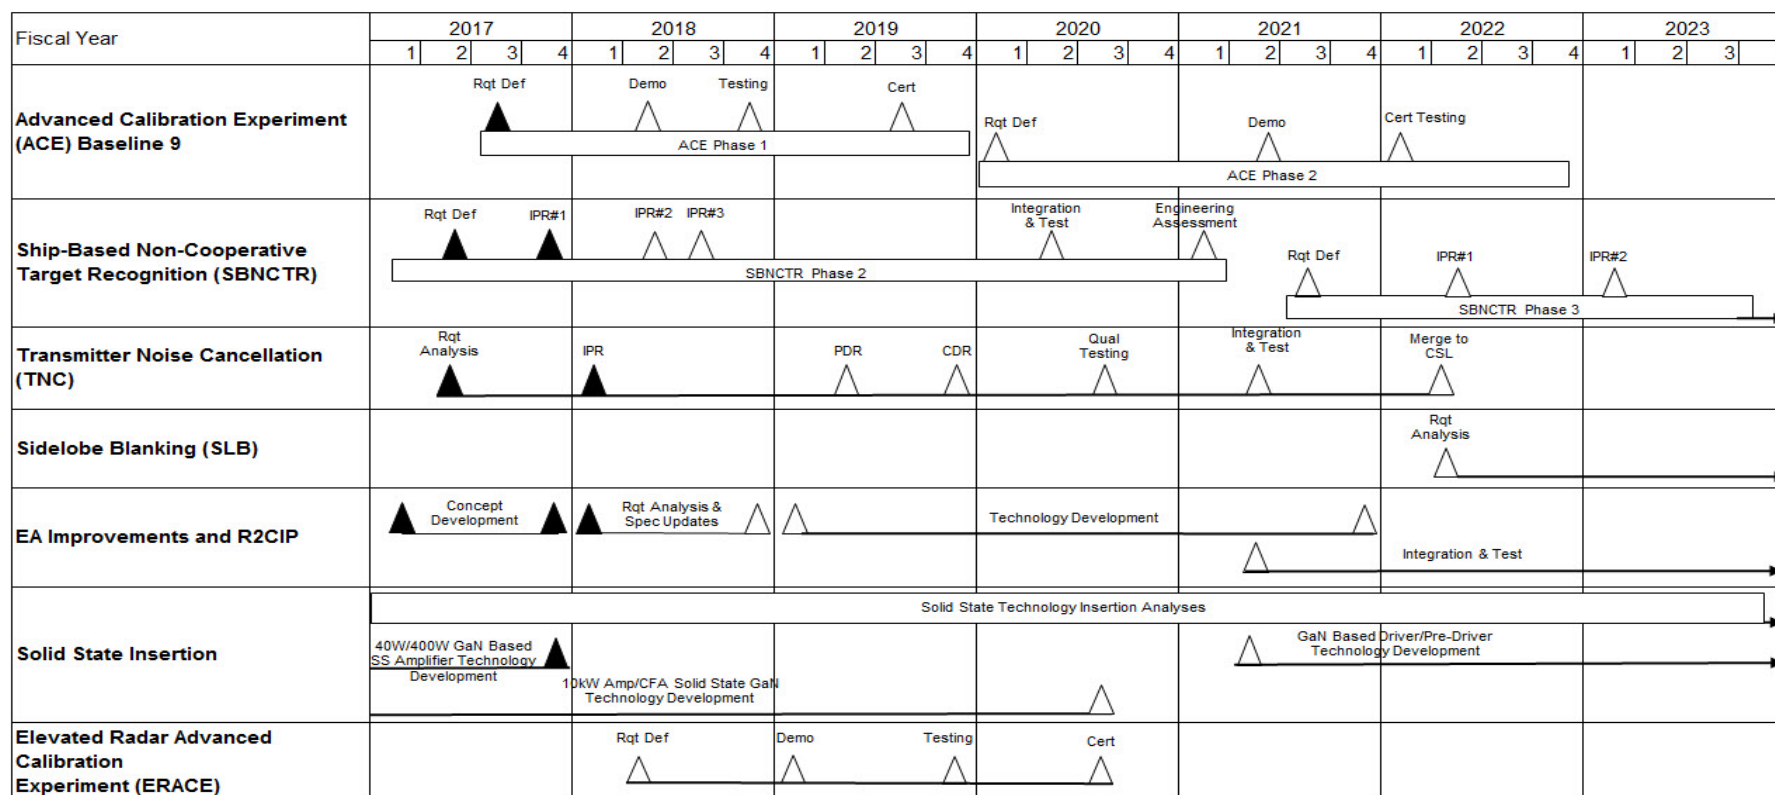 Fiscal Year
2017 2018 2019 2020 2021 2022 2023
1 2 3 4 1 2 3 4 1 2 3 4 1 2 3 4 1 2 3 4 1 2 3 4 1 2 3
Advanced Calibration Experiment
(ACE) Baseline 9
Rqt Def
Demo
Testing
Cert
ACE Phase 1
Rqt Def
Demo
Cert Testing
ACE Phase 2
Ship-Based Non-Cooperative
Target Recognition (SBNCTR)
Rqt Def
IPR#1
IPR#2
IPR#3
Integration
& Test
Engineering
Assessment
SBNCTR Phase 2
Rqt Def
IPR#1
IPR#2
SBNCTR Phase 3
Transmitter Noise Cancellation
(TNC)
Rqt
Analysis
IPR
PDR
CDR
Qual
Testing
Integration
& Test
Merge to
CSL
Sidelobe Blanking (SLB)
Rqt
Analysis
EA Improvements and R2CIP
Concept
Development
Rqt Analysis &
Spec Updates
Technology Development
Integration & Test
Solid State Insertion
Solid State Technology Insertion Analyses
40W/400W GaN Based
SS Amplifier Technology
Development
10kW Amp/CFA Solid State GaN
Technology Development
GaN Based Driver/Pre-Driver
Technology Development
Elevated Radar Advanced
Calibration
Experiment (ERACE)
Rqt Def
Demo
Testing
Cert